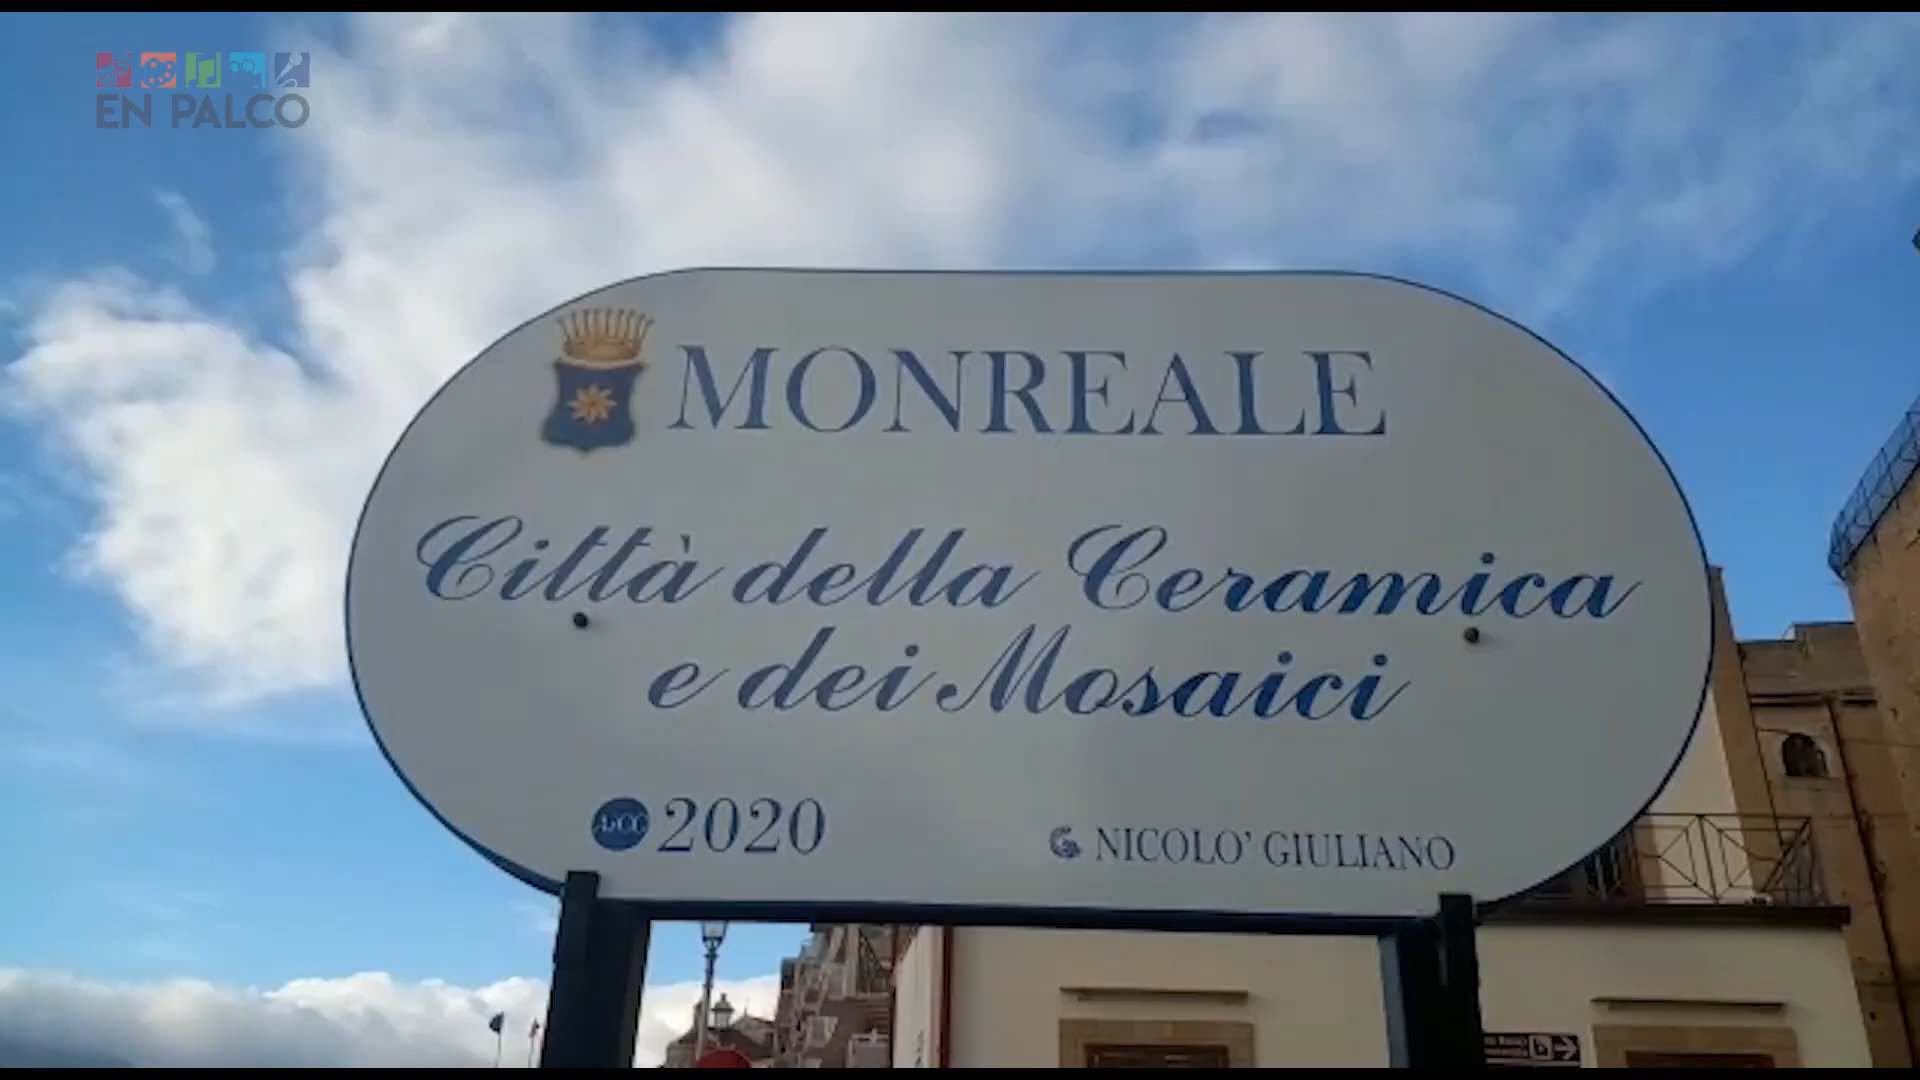 EN PALCO
MONREALE
Città della Ceramica
e dei Mosaici
2020
NICOLO' GIULIANO